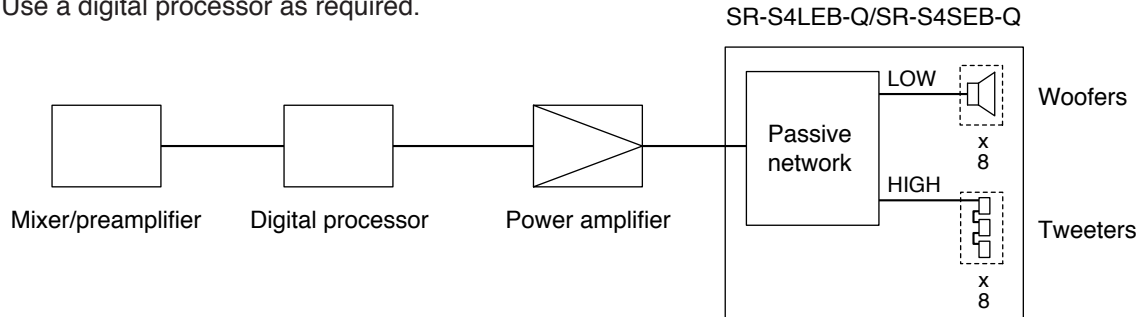 Use a digital processor as required.
SR-S4LEB-Q/SR-S4SEB-Q
LOW
Woofers
x
8
Passive
network
HIGH
Mixer/preamplifier
Digital processor
Power amplifier
Tweeters
x
8